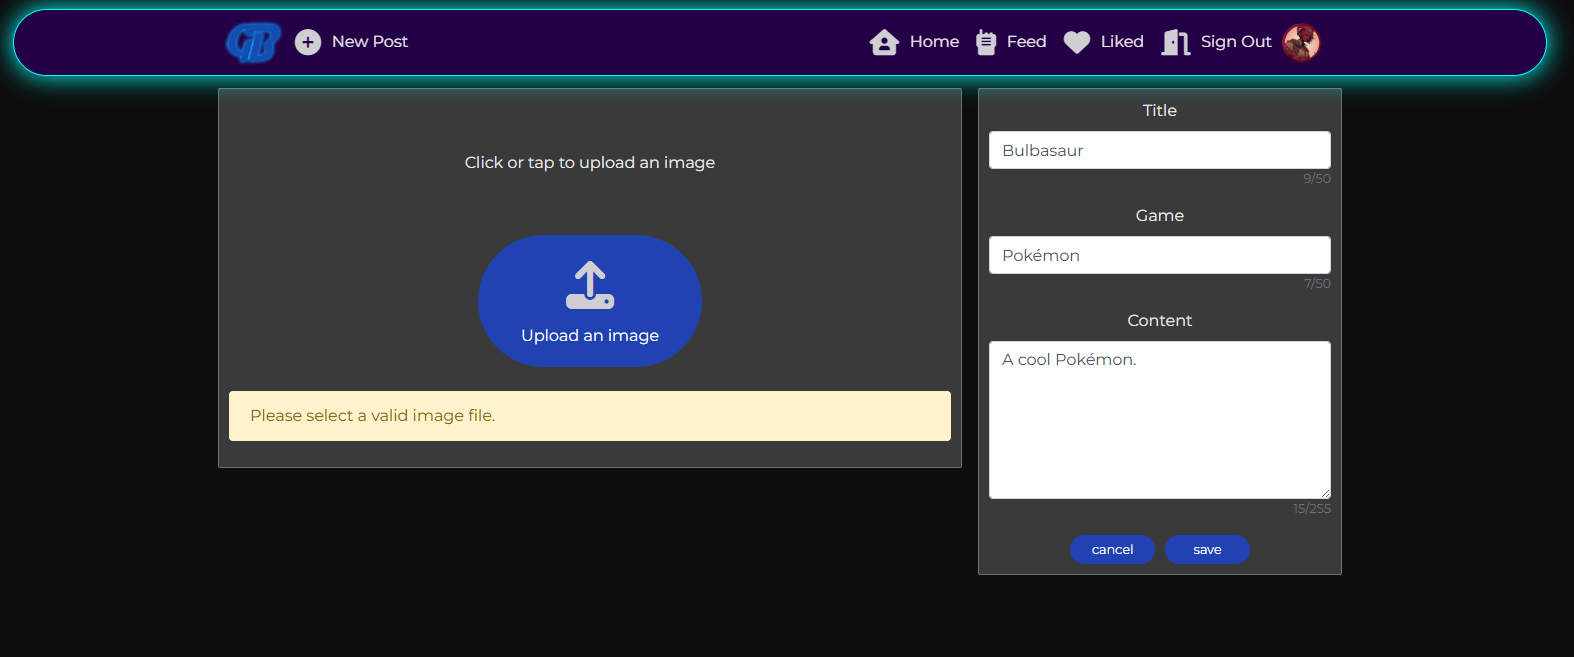 GB
New Post
Home
Feed
Liked
Sign Out
Click or tap to upload an image
Upload an image
Please select a valid image file.
Title
Bulbasaur
9/50
Game
Pokémon
7/50
Content
A cool Pokémon.
15/255
cancel
save